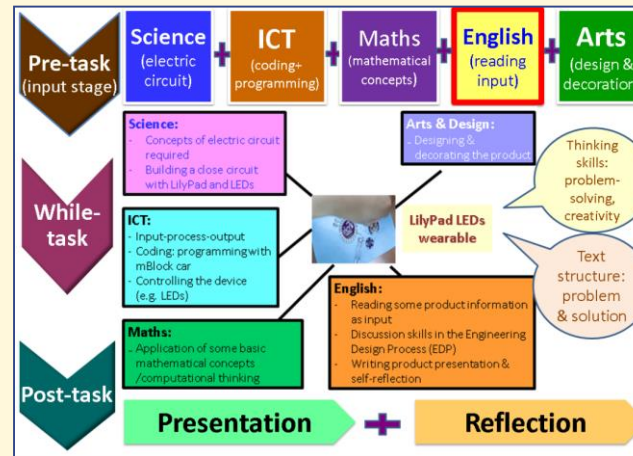 Pre-task
(input stage)
Science
(electric
circuit)
+
ICT
(coding+
programming)
+
Maths
(mathematical
concepts)
+
English
(reading
input)
+
Arts
(design &
decoration)
While-
task
Science:
- Concepts of electric circuit
required
- Building a close circuit
with LilyPad and LEDs
Arts & Design:
- Designing &
decorating the product
Thinking
skills:
problem-
solving,
creativity
ICT:
- Input-process-output
- Coding: programming with
mBlock car
- Controlling the device
(e.g. LEDs)
LilyPad LEDs
wearable
Text
structure:
problem
& solution
Maths:
- Application of some basic
mathematical concepts
/computational thinking
English:
- Reading some product information
as input
- Discussion skills in the Engineering
Design Process (EDP)
- Writing product presentation &
self-reflection
Post-task
Presentation
+
Reflection